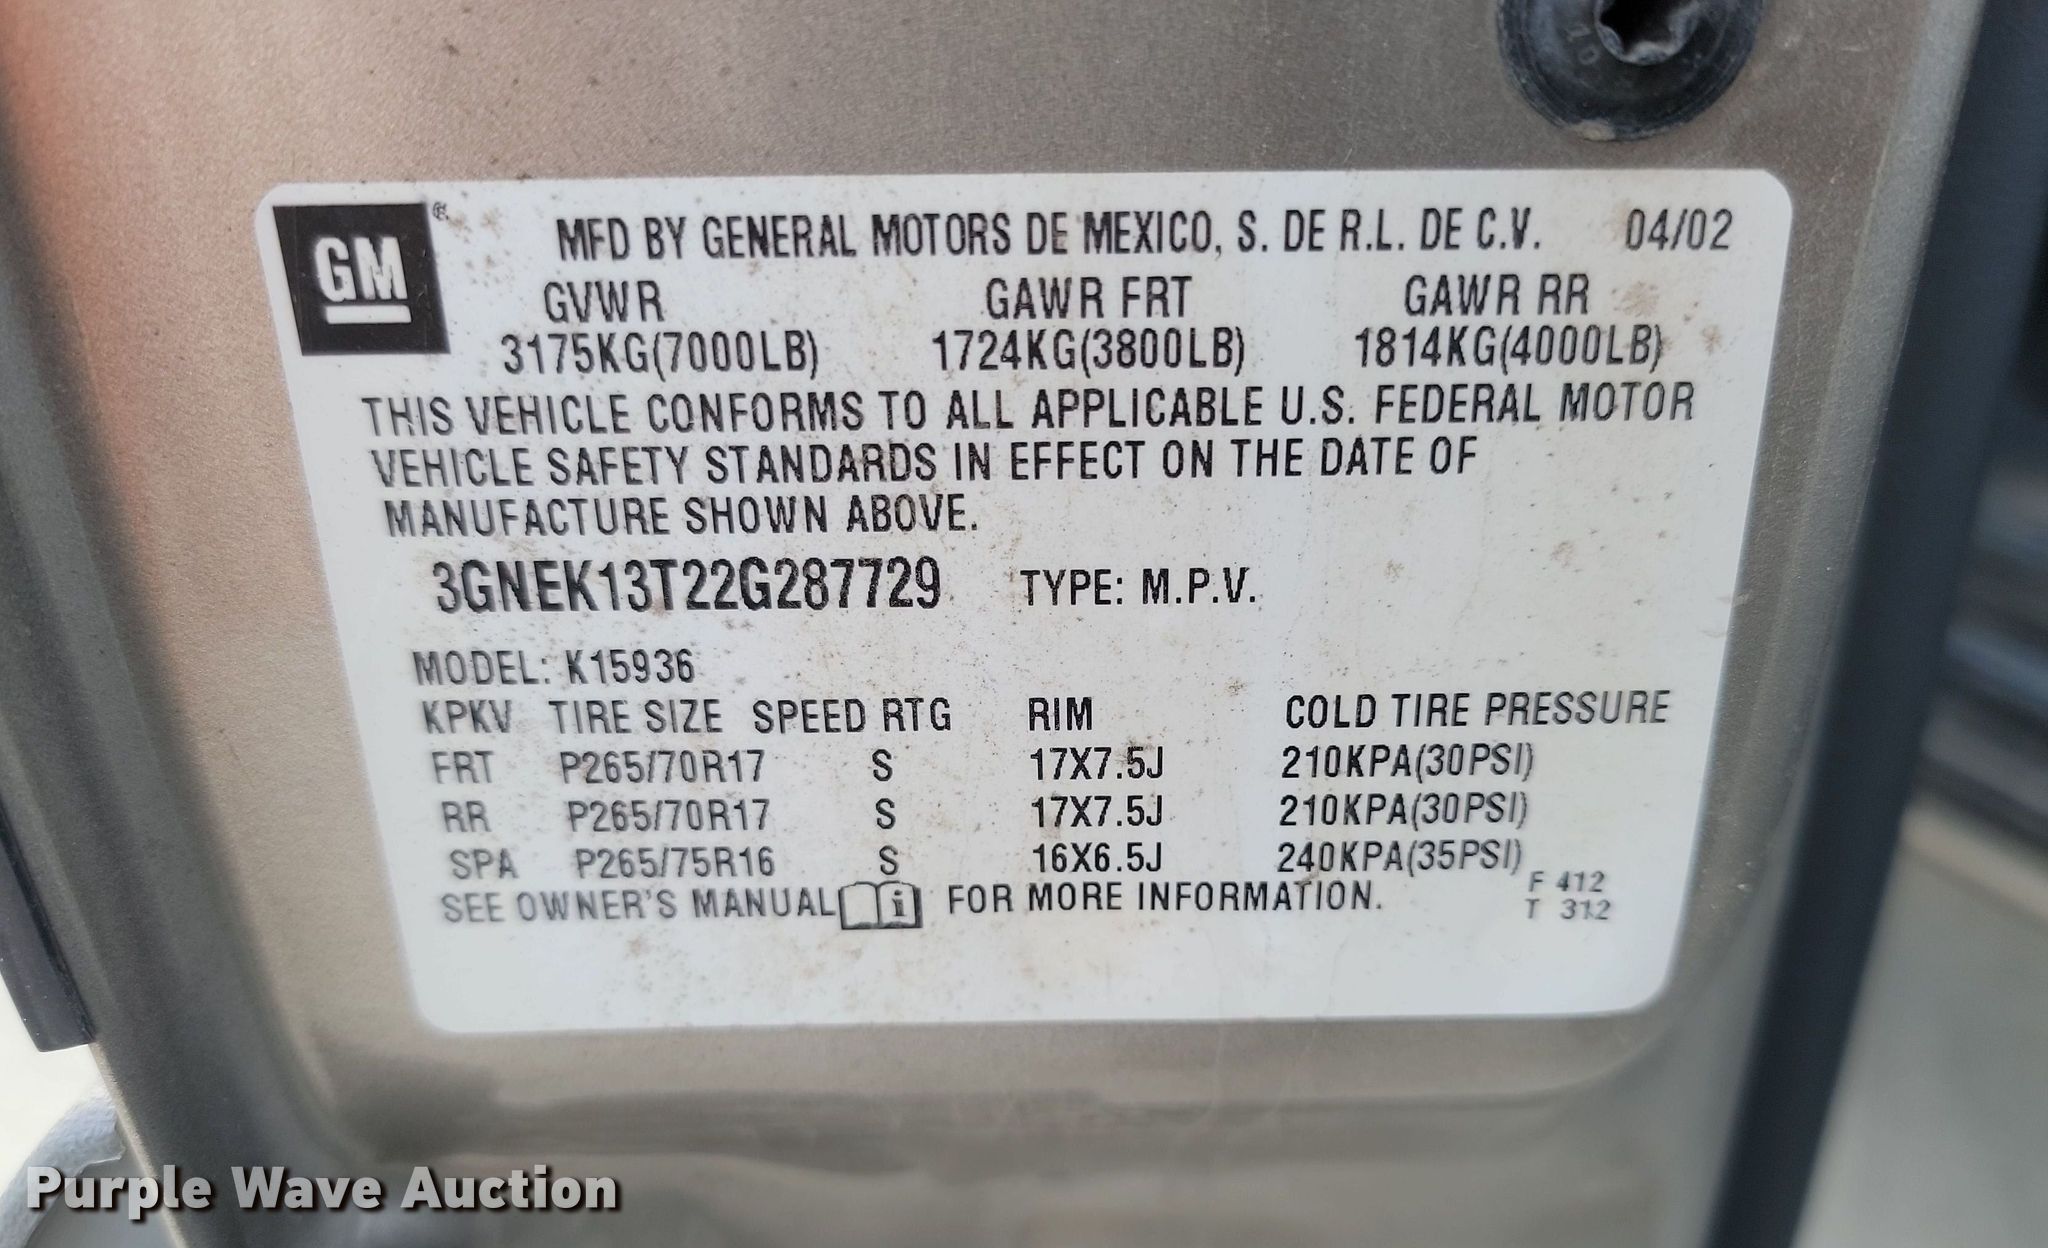 GM
MFD BY GENERAL MOTORS DE MEXICO, S. DE R.L. DE C.V. 04/02
GVWR GAWR FRT GAWR RR
3175KG(7000LB) 1724KG(3800LB) 1814KG(4000LB)
THIS VEHICLE CONFORMS TO ALL APPLICABLE U.S. FEDERAL MOTOR
VEHICLE SAFETY STANDARDS IN EFFECT ON THE DATE OF
MANUFACTURE SHOWN ABOVE.
3GNEK13T22G287729 TYPE: M.P.V.
MODEL: K15936
KPKV TIRE SIZE SPEED RTG RIM COLD TIRE PRESSURE
FRT P265/70R17 S 17X7.5J 210KPA(30PSI)
RR P265/70R17 S 17X7.5J 210KPA(30PSI)
SPA P265/75R16 S 16X6.5J 240KPA(35PSI)
SEE OWNER'S MANUAL i FOR MORE INFORMATION.
F 412
T 312
Purple Wave Auction